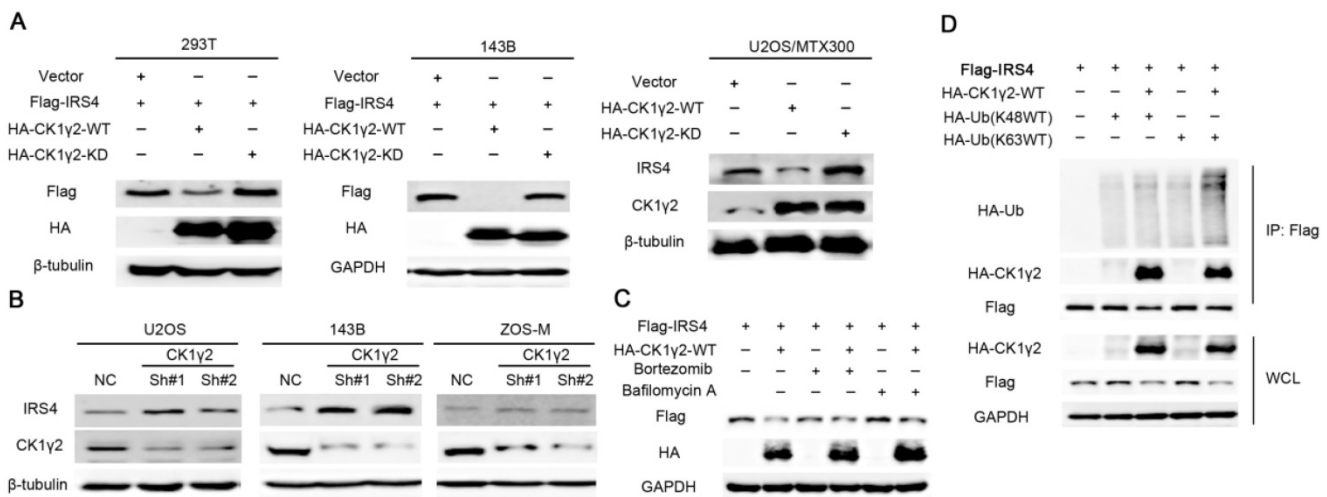 A
293T
Vector + – –
Flag-IRS4 + + +
HA-CK1γ2-WT – + –
HA-CK1γ2-KD – – +
Flag
HA
β-tubulin
143B
Vector + – –
Flag-IRS4 + + +
HA-CK1γ2-WT – + –
HA-CK1γ2-KD – – +
Flag
HA
GAPDH
U2OS/MTX300
Vector + – –
HA-CK1γ2-WT – + –
HA-CK1γ2-KD – – +
IRS4
CK1γ2
β-tubulin
B
U2OS 143B ZOS-M
CK1γ2 CK1γ2 CK1γ2
NC Sh#1 Sh#2 NC Sh#1 Sh#2 NC Sh#1 Sh#2
IRS4
CK1γ2
β-tubulin
C
Flag-IRS4 + + + + + +
HA-CK1γ2-WT – + – + – +
Bortezomib – – + + – –
Bafilomycin A – – – – + +
Flag
HA
GAPDH
D
Flag-IRS4 + + + + +
HA-CK1γ2-WT – – + – +
HA-Ub(K48WT) – + + – –
HA-Ub(K63WT) – – – + +
HA-Ub
HA-CK1γ2
Flag
IP: Flag
HA-CK1γ2
Flag
GAPDH
WCL